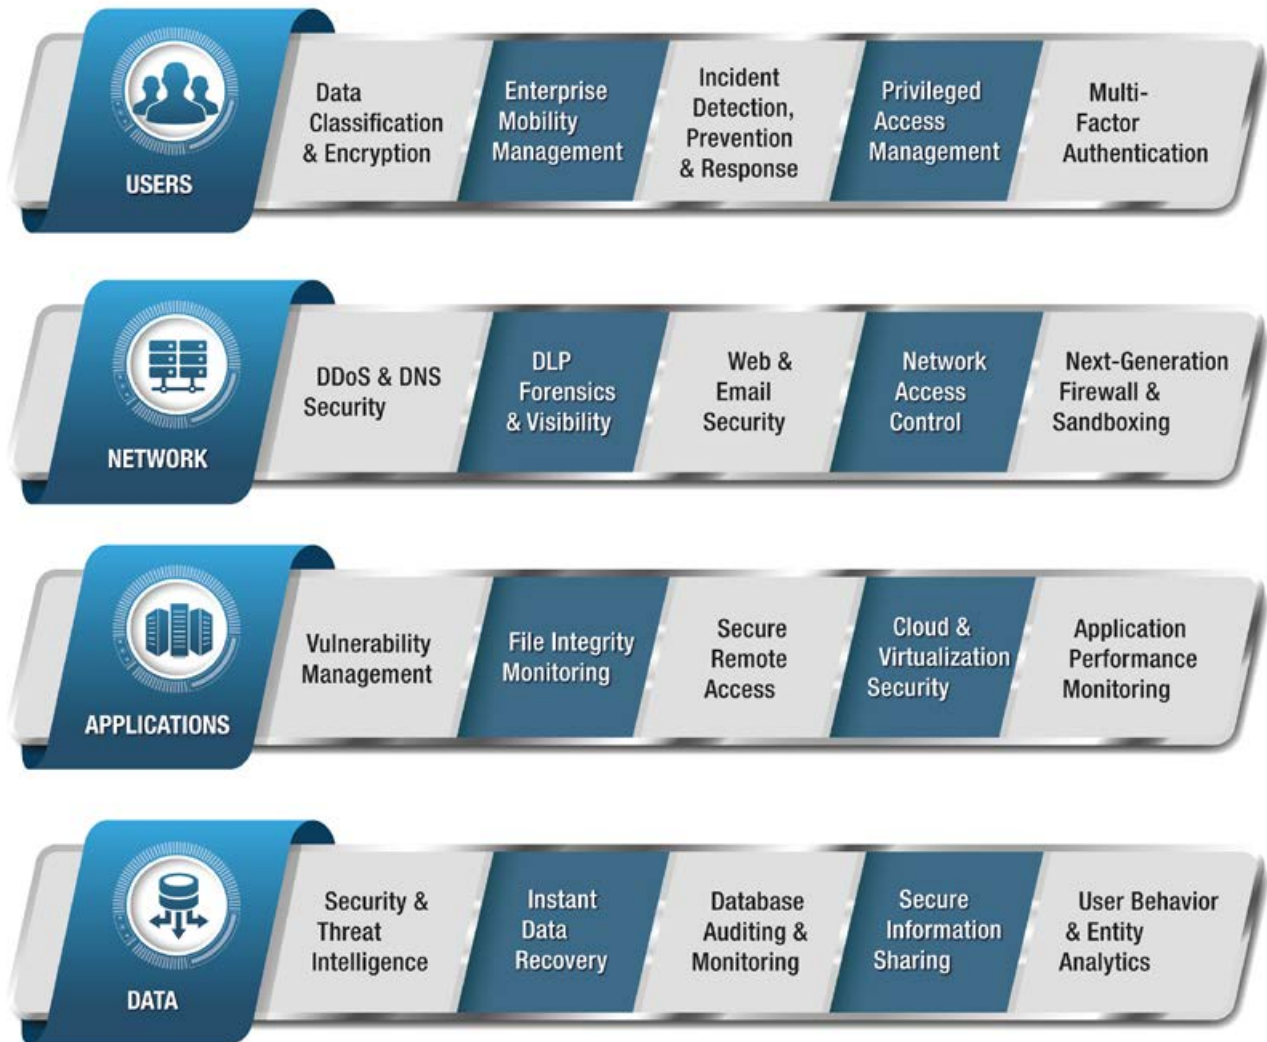 USERS
Data
Classification
& Encryption
Enterprise
Mobility
Management
Incident
Detection,
Prevention
& Response
Privileged
Access
Management
Multi-
Factor
Authentication
NETWORK
DDoS & DNS
Security
DLP
Forensics
& Visibility
Web &
Email
Security
Network
Access
Control
Next-Generation
Firewall &
Sandboxing
APPLICATIONS
Vulnerability
Management
File Integrity
Monitoring
Secure
Remote
Access
Cloud &
Virtualization
Security
Application
Performance
Monitoring
DATA
Security &
Threat
Intelligence
Instant
Data
Recovery
Database
Auditing &
Monitoring
Secure
Information
Sharing
User Behavior
& Entity
Analytics